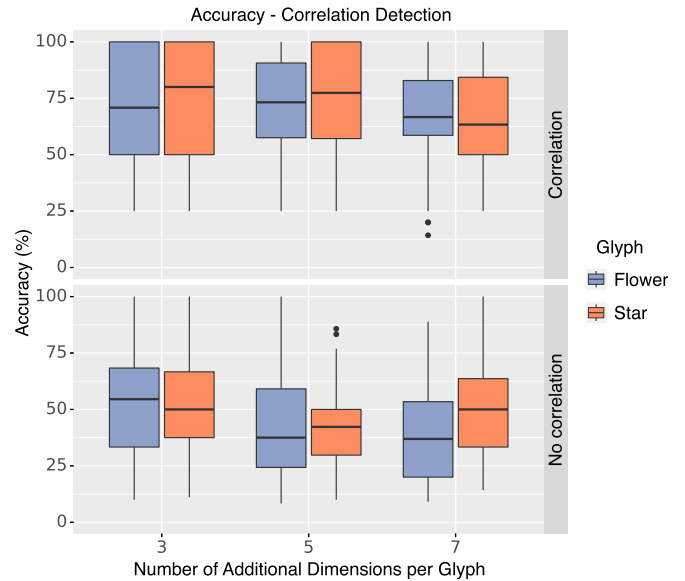 Accuracy - Correlation Detection
100
75
50
25
0
Correlation
100
75
50
25
0
No correlation
3
5
7
Number of Additional Dimensions per Glyph
Accuracy (%)
Glyph
Flower
Star